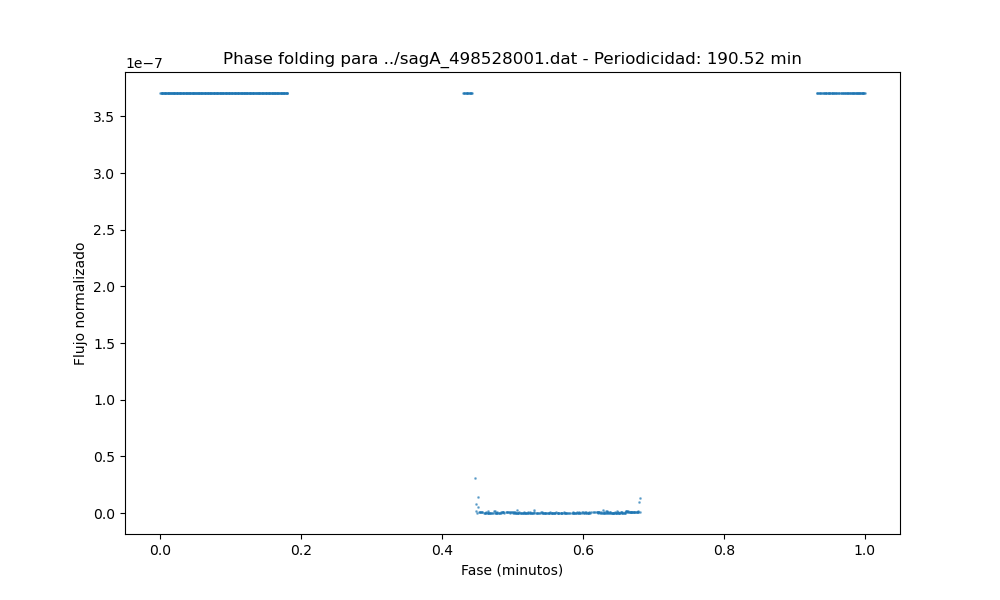 Phase folding para ../sagA_498528001.dat - Periodicidad: 190.52 min
1e−7
3.5
3.0
2.5
2.0
1.5
1.0
0.5
0.0
Flujo normalizado
0.0 0.2 0.4 0.6 0.8 1.0
Fase (minutos)